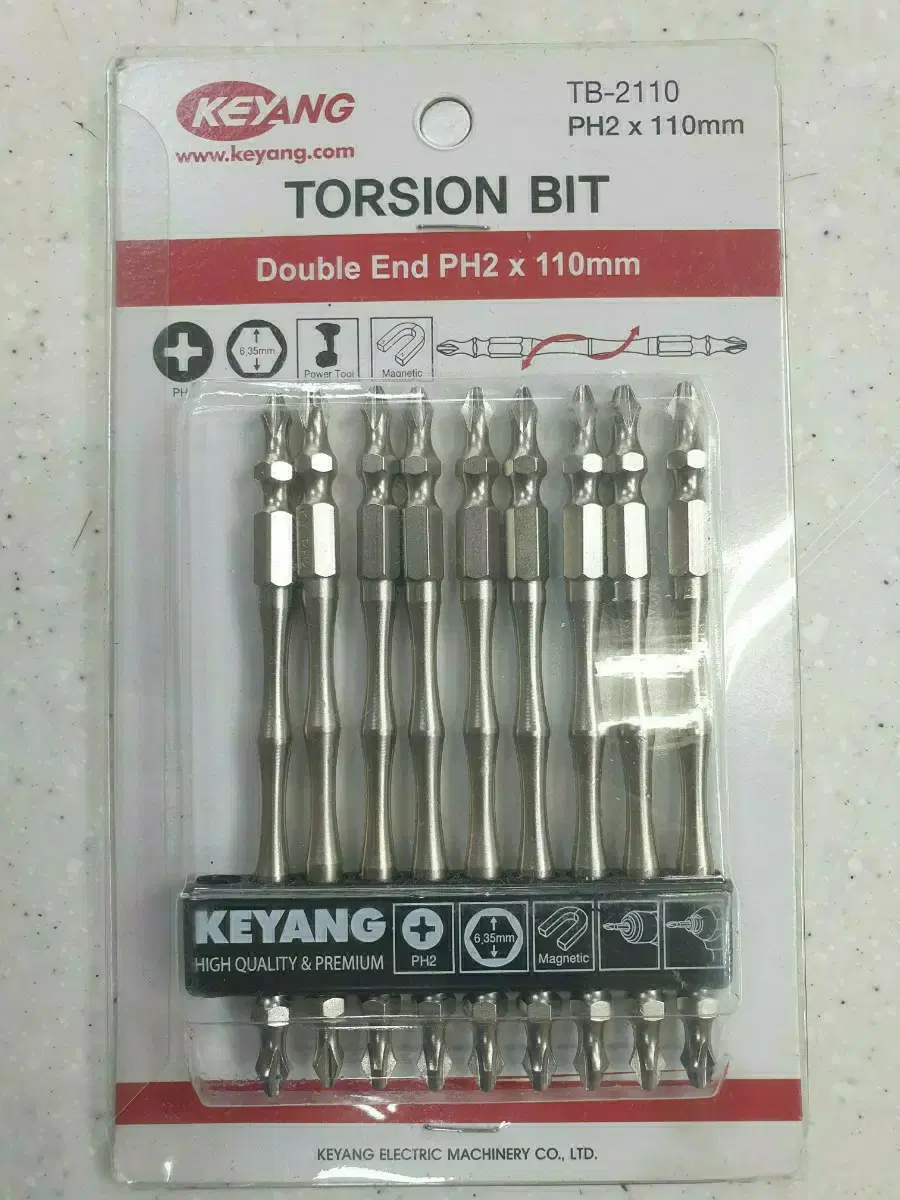 KEYANG
www.keyang.com
TB-2110
PH2 x 110mm
TORSION BIT
Double End PH2 x 110mm
6,35mm
PH
Power Tool
Magnetic
KEYANG
HIGH QUALITY & PREMIUM
PH2
6,35mm
Magnetic
KEYANG ELECTRIC MACHINERY CO., LTD.